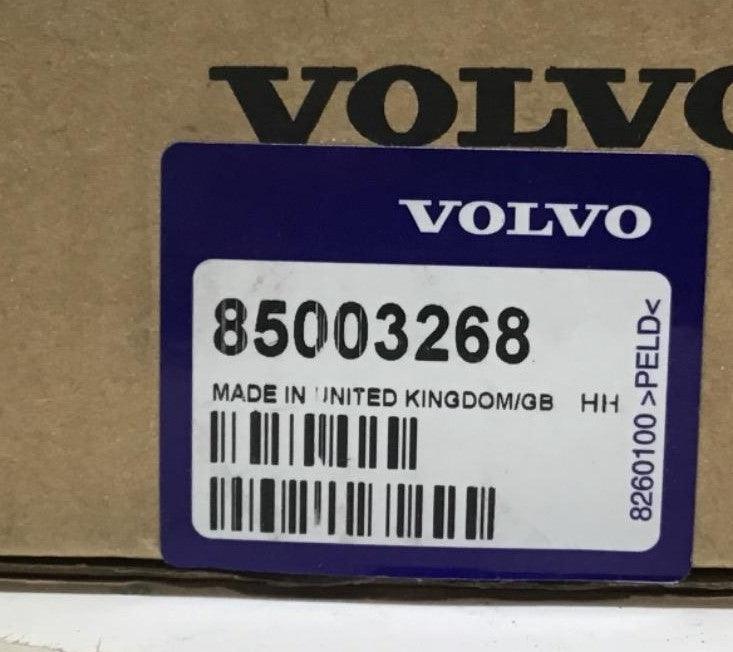 VOLVO
VOLVO
85003268
MADE IN UNITED KINGDOM/GB HH
8260100 >PELD<